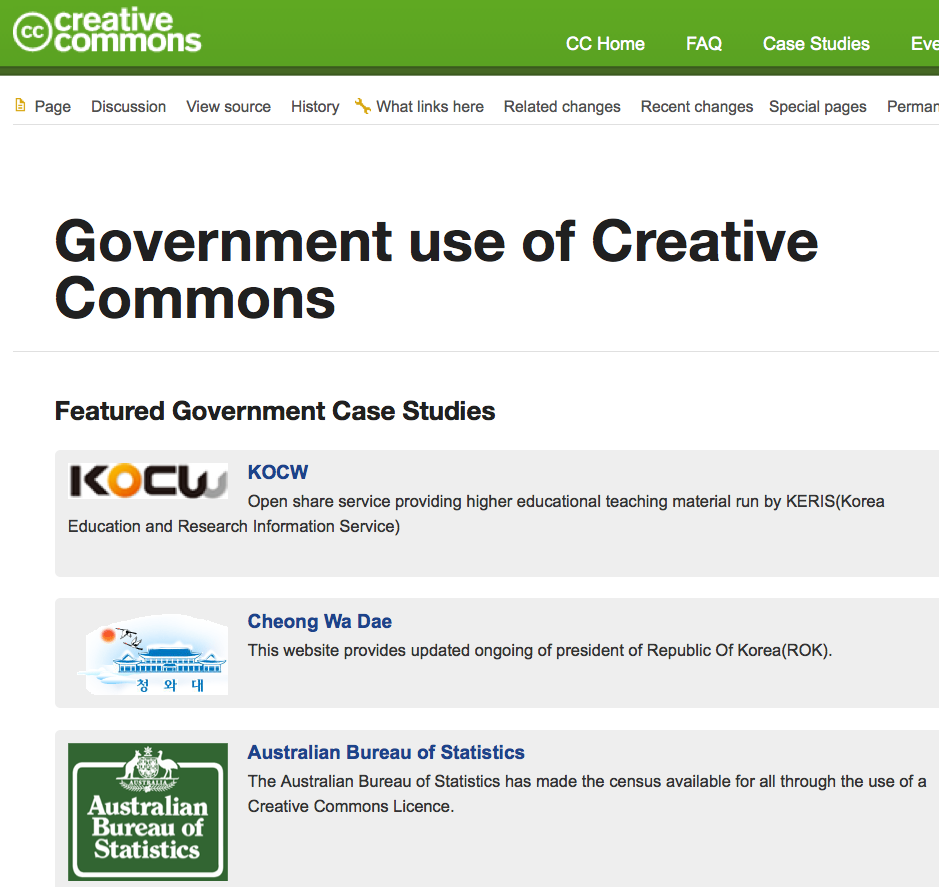 cc creative commons
CC Home FAQ Case Studies Eve
Page Discussion View source History What links here Related changes Recent changes Special pages Perman
Government use of Creative
Commons
Featured Government Case Studies
KOCW
KOCW
Open share service providing higher educational teaching material run by KERIS(Korea
Education and Research Information Service)
청 와 대
Cheong Wa Dae
This website provides updated ongoing of president of Republic Of Korea(ROK).
AUSTRALIA
Australian
Bureau of
Statistics
Australian Bureau of Statistics
The Australian Bureau of Statistics has made the census available for all through the use of a
Creative Commons Licence.